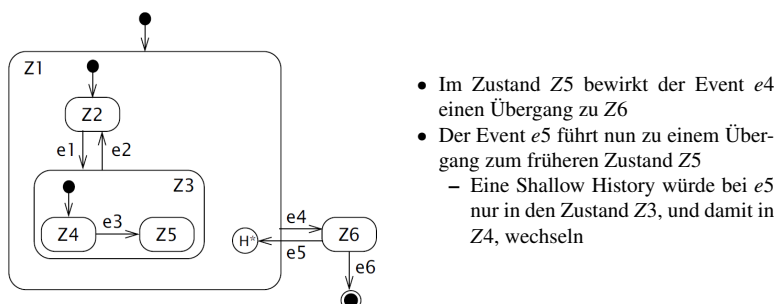 Z1
Z2
e1
e2
Z3
Z4
e3
Z5
e4
H*
e5
Z6
e6
• Im Zustand Z5 bewirkt der Event e4
einen Übergang zu Z6
• Der Event e5 führt nun zu einem Über-
gang zum früheren Zustand Z5
– Eine Shallow History würde bei e5
nur in den Zustand Z3, und damit in
Z4, wechseln